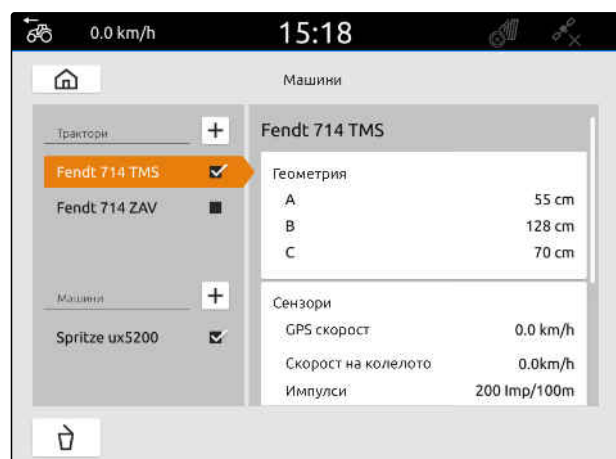 0.0 km/h 15:18
Машини
Трактори
Fendt 714 TMS
Fendt 714 ZAV
Машини
Spritze ux5200
Fendt 714 TMS
Геометрия
A 55 cm
B 128 cm
C 70 cm
Сензори
GPS скорост 0.0 km/h
Скорост на колелото 0.0km/h
Импулси 200 Imp/100m